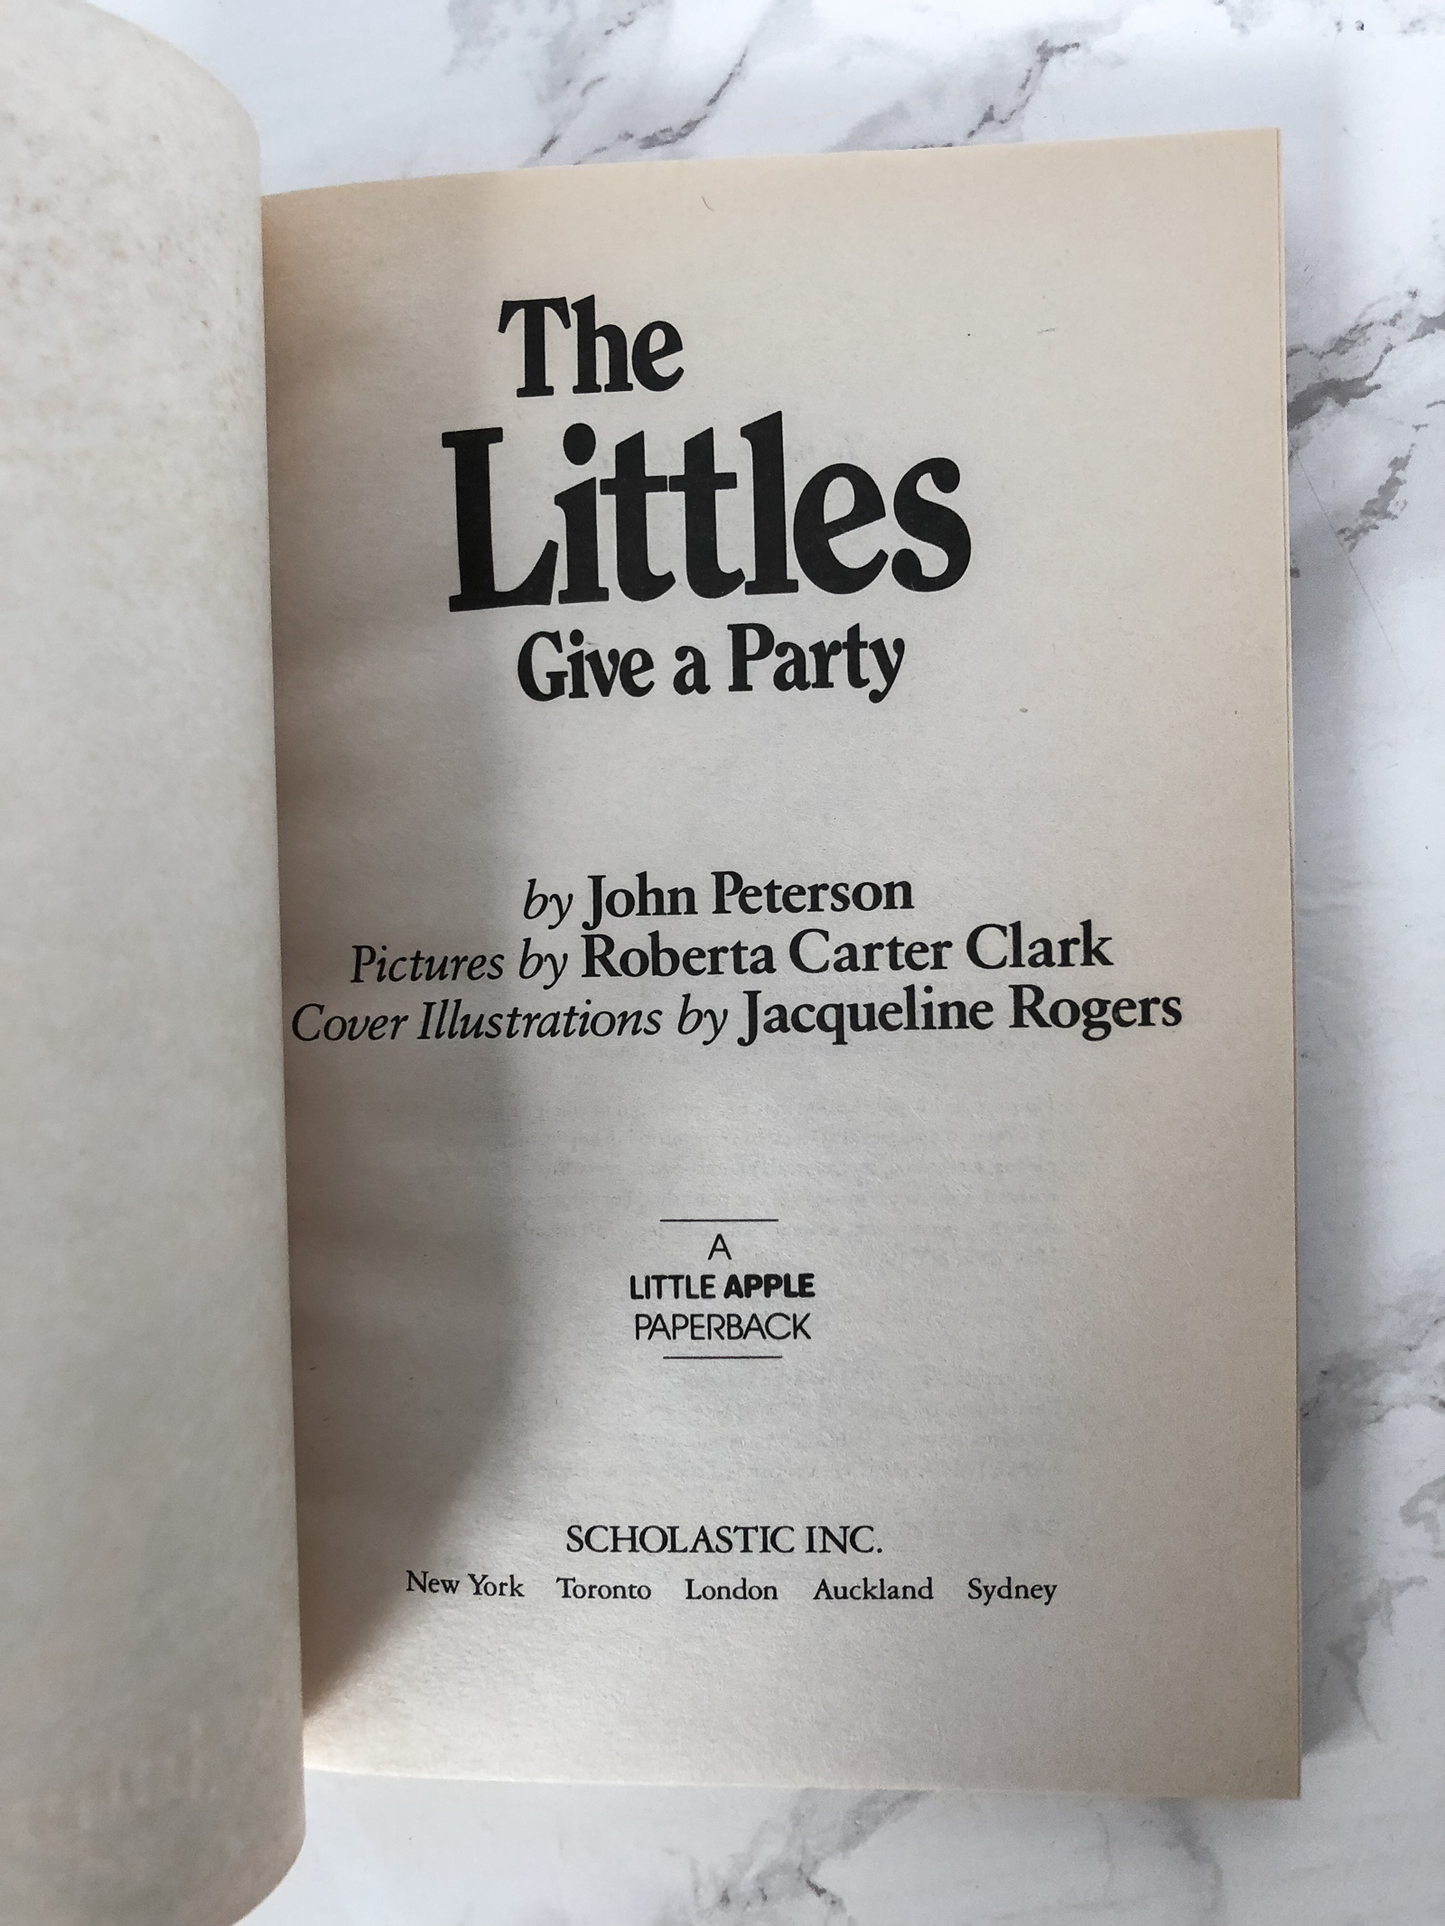 The
Littles
Give a Party
by John Peterson
Pictures by Roberta Carter Clark
Cover Illustrations by Jacqueline Rogers
A
LITTLE APPLE
PAPERBACK
SCHOLASTIC INC.
New York Toronto London Auckland Sydney